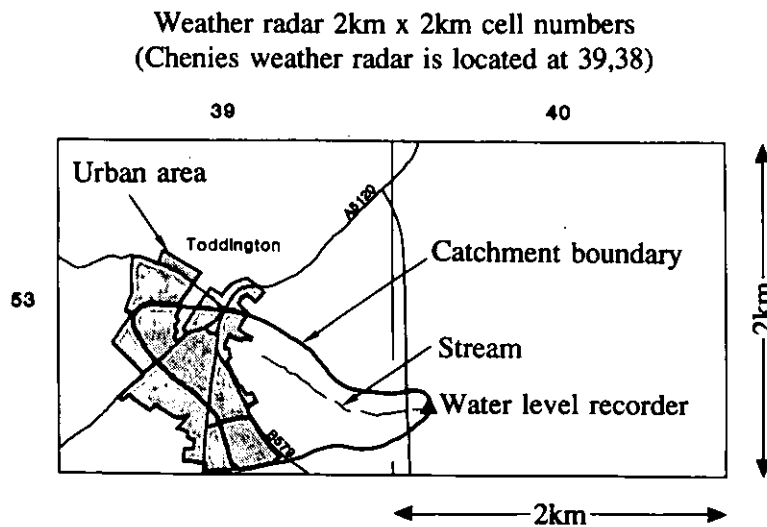 Weather radar 2km x 2km cell numbers
(Chenies weather radar is located at 39,38)
39
40
Urban area
A5120
Toddington
Catchment boundary
53
2km
Stream
Water level recorder
B579
2km